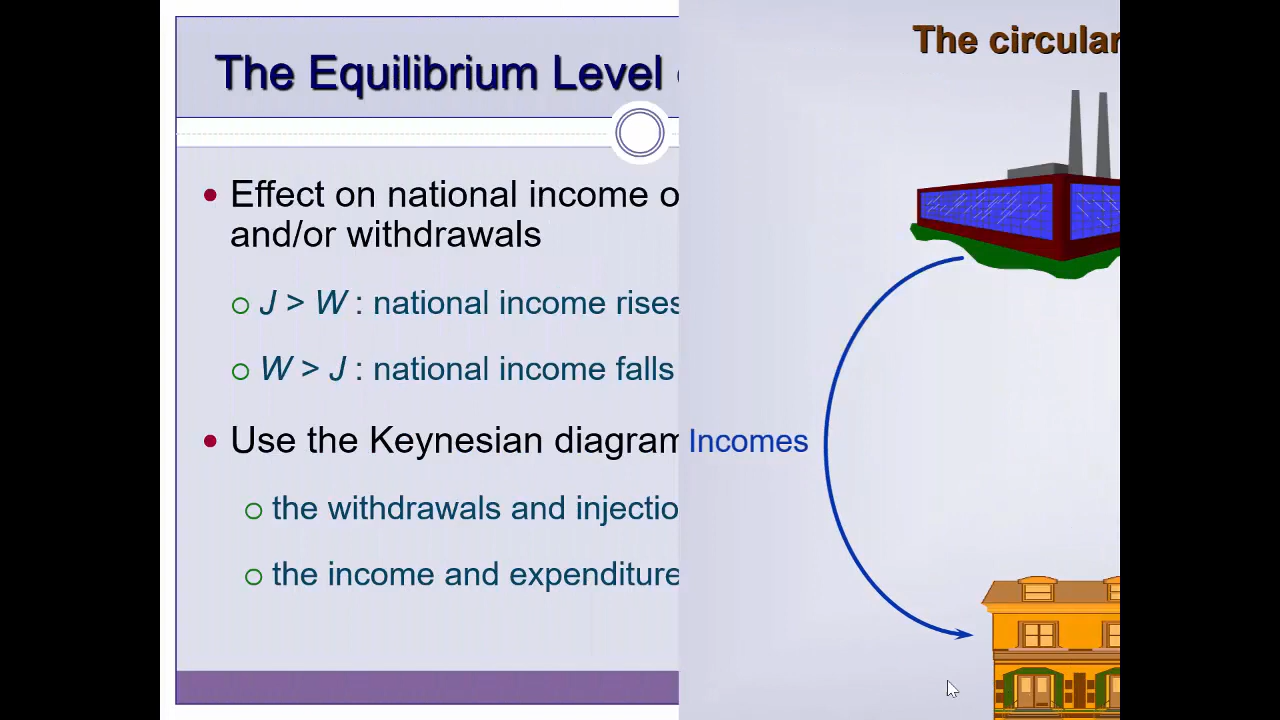 The Equilibrium Level
Effect on national income o
and/or withdrawals
J > W : national income rises
W > J : national income falls
Use the Keynesian diagram
the withdrawals and injectio
the income and expenditure
The circular
Incomes